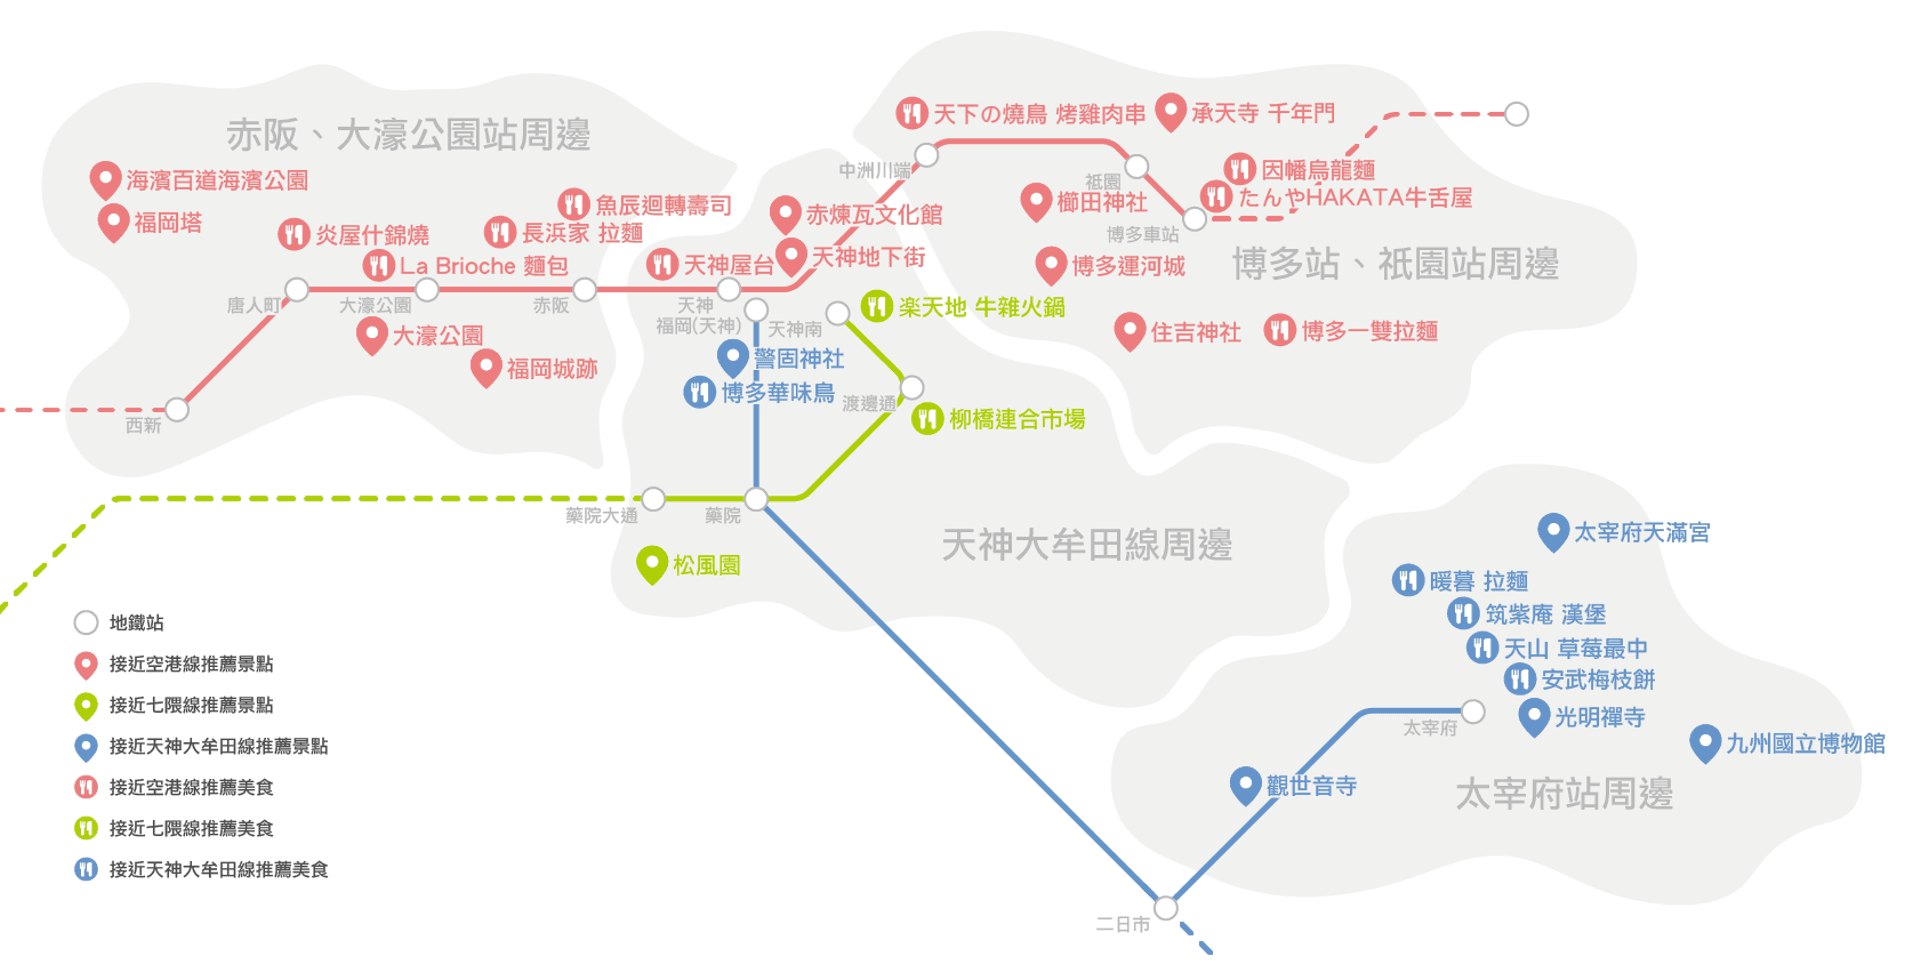 赤阪、大濠公園站周邊
海濱百道海濱公園
福岡塔
炎屋什錦燒
魚辰迴轉壽司
長浜家 拉麵
La Brioche 麵包
唐人町
大濠公園
赤阪
大濠公園
福岡城跡
西新
天下の燒鳥 烤雞肉串
承天寺 千年門
中洲川端
祇園
因幡烏龍麵
たんやHAKATA牛舌屋
櫛田神社
博多車站
博多運河城
博多站、祇園站周邊
住吉神社
博多一雙拉麵
赤煉瓦文化館
天神地下街
天神屋台
天神
福岡(天神)
天神南
楽天地 牛雜火鍋
警固神社
博多華味鳥
渡邊通
柳橋連合市場
藥院大通
藥院
松風園
天神大牟田線周邊
太宰府天滿宮
暖暮 拉麵
筑紫庵 漢堡
天山 草莓最中
安武梅枝餅
光明禪寺
太宰府
九州國立博物館
觀世音寺
太宰府站周邊
二日市
地鐵站
接近空港線推薦景點
接近七隈線推薦景點
接近天神大牟田線推薦景點
接近空港線推薦美食
接近七隈線推薦美食
接近天神大牟田線推薦美食